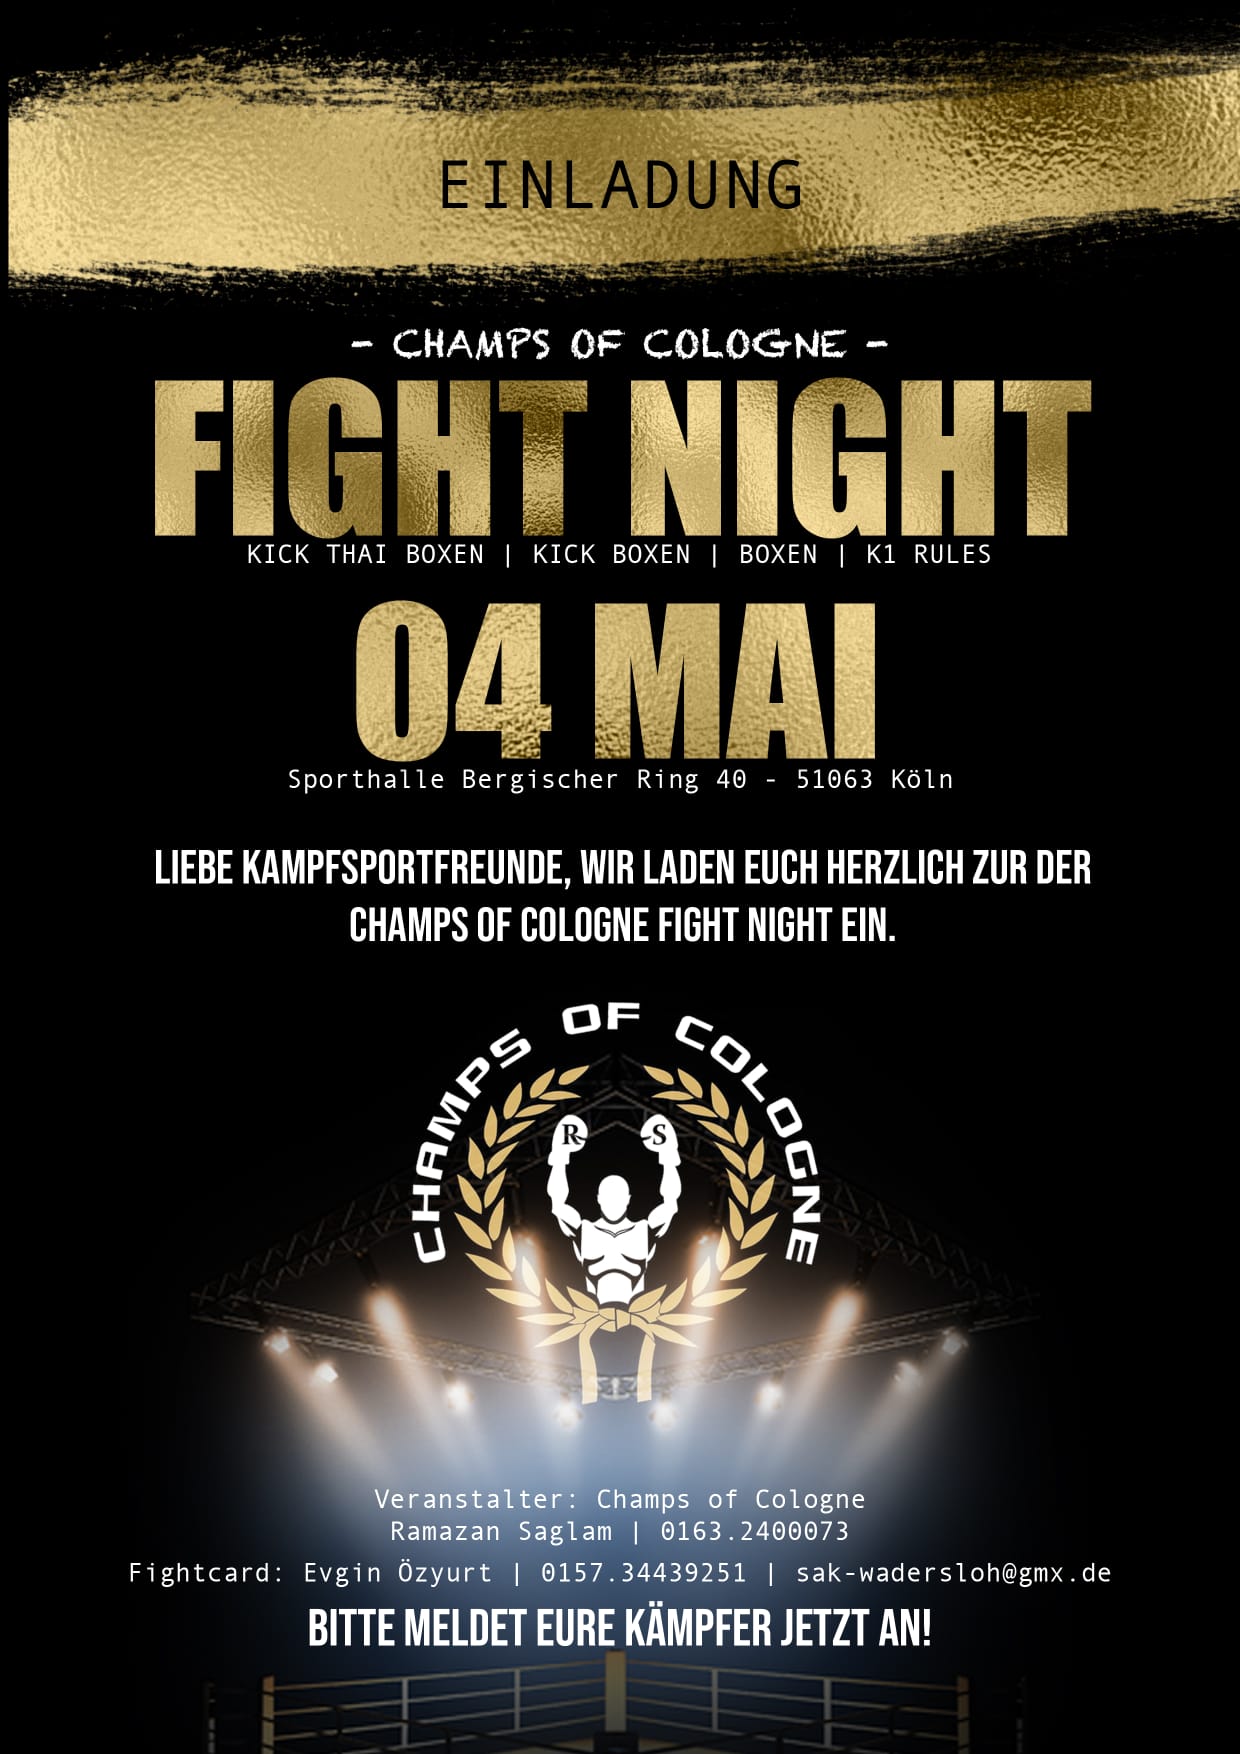 EINLADUNG
- CHAMPS OF COLOGNE -
FIGHT NIGHT
KICK THAI BOXEN | KICK BOXEN | BOXEN | K1 RULES
04 MAI
Sporthalle Bergischer Ring 40 - 51063 Köln
LIEBE KAMPFSPORTFREUNDE, WIR LADEN EUCH HERZLICH ZUR DER
CHAMPS OF COLOGNE FIGHT NIGHT EIN.
CHAMPS OF COLOGNE
R S
Veranstalter: Champs of Cologne
Ramazan Saglam | 0163.2400073
Fightcard: Evgin Özyurt | 0157.34439251 | sak-wadersloh@gmx.de
BITTE MELDET EURE KÄMPFER JETZT AN!